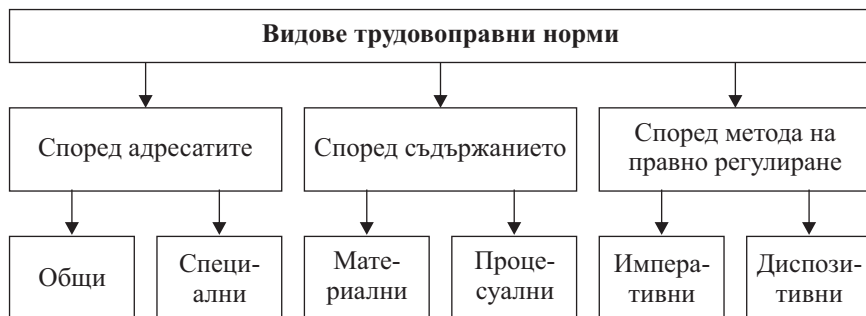 Видове трудовоправни норми
Според адресатите
Според съдържанието
Според метода на
правно регулиране
Общи
Специ-
ални
Мате-
риални
Проце-
суални
Импера-
тивни
Диспози-
тивни